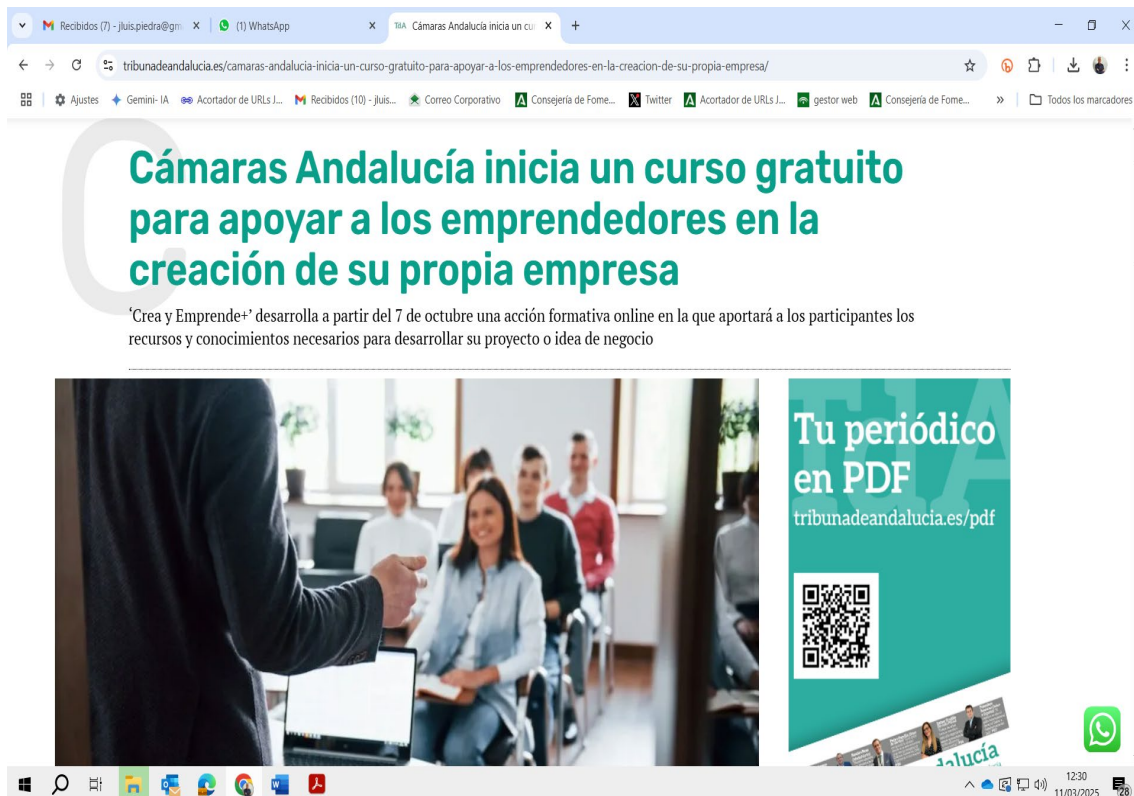 Recibidos (7) - jluis.piedra@gm
(1) WhatsApp
TdA Cámaras Andalucía inicia un cu
tribunadeandalucia.es/camaras-andalucia-inicia-un-curso-gratuito-para-apoyar-a-los-emprendedores-en-la-creacion-de-su-propia-empresa/
Ajustes
Gemini- IA
Acortador de URLs J...
Recibidos (10) - jluis...
Correo Corporativo
Consejería de Fome...
Twitter
Acortador de URLs J...
gestor web
Consejería de Fome...
»
Todos los marcadores
C
Cámaras Andalucía inicia un curso gratuito
para apoyar a los emprendedores en la
creación de su propia empresa
‘Crea y Emprende+’ desarrolla a partir del 7 de octubre una acción formativa online en la que aportará a los participantes los
recursos y conocimientos necesarios para desarrollar su proyecto o idea de negocio
TdA
Tu periódico
en PDF
tribunadeandalucia.es/pdf
alucía
12:30
11/03/2025
28